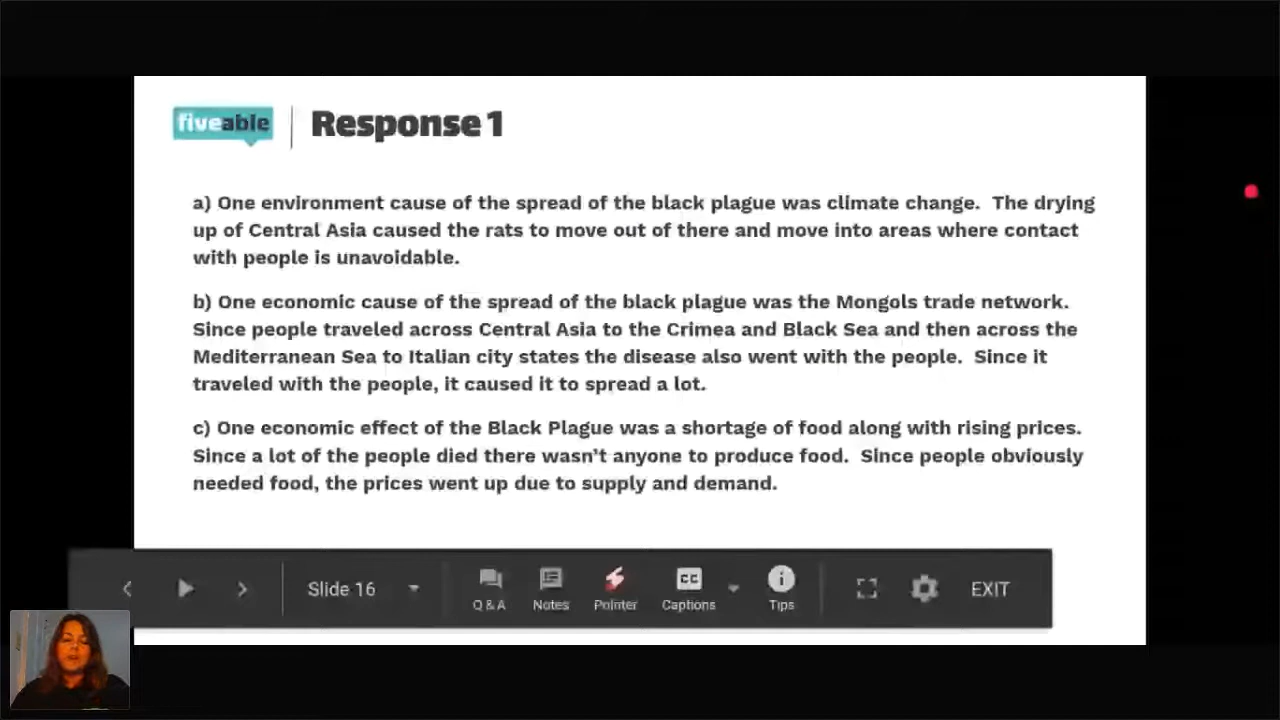 fiveable
Response 1
a) One environment cause of the spread of the black plague was climate change. The drying
up of Central Asia caused the rats to move out of there and move into areas where contact
with people is unavoidable.
b) One economic cause of the spread of the black plague was the Mongols trade network.
Since people traveled across Central Asia to the Crimea and Black Sea and then across the
Mediterranean Sea to Italian city states the disease also went with the people. Since it
traveled with the people, it caused it to spread a lot.
c) One economic effect of the Black Plague was a shortage of food along with rising prices.
Since a lot of the people died there wasn't anyone to produce food. Since people obviously
needed food, the prices went up due to supply and demand.
Slide 16
Q & A
Notes
Pointer
CC
Captions
Tips
EXIT